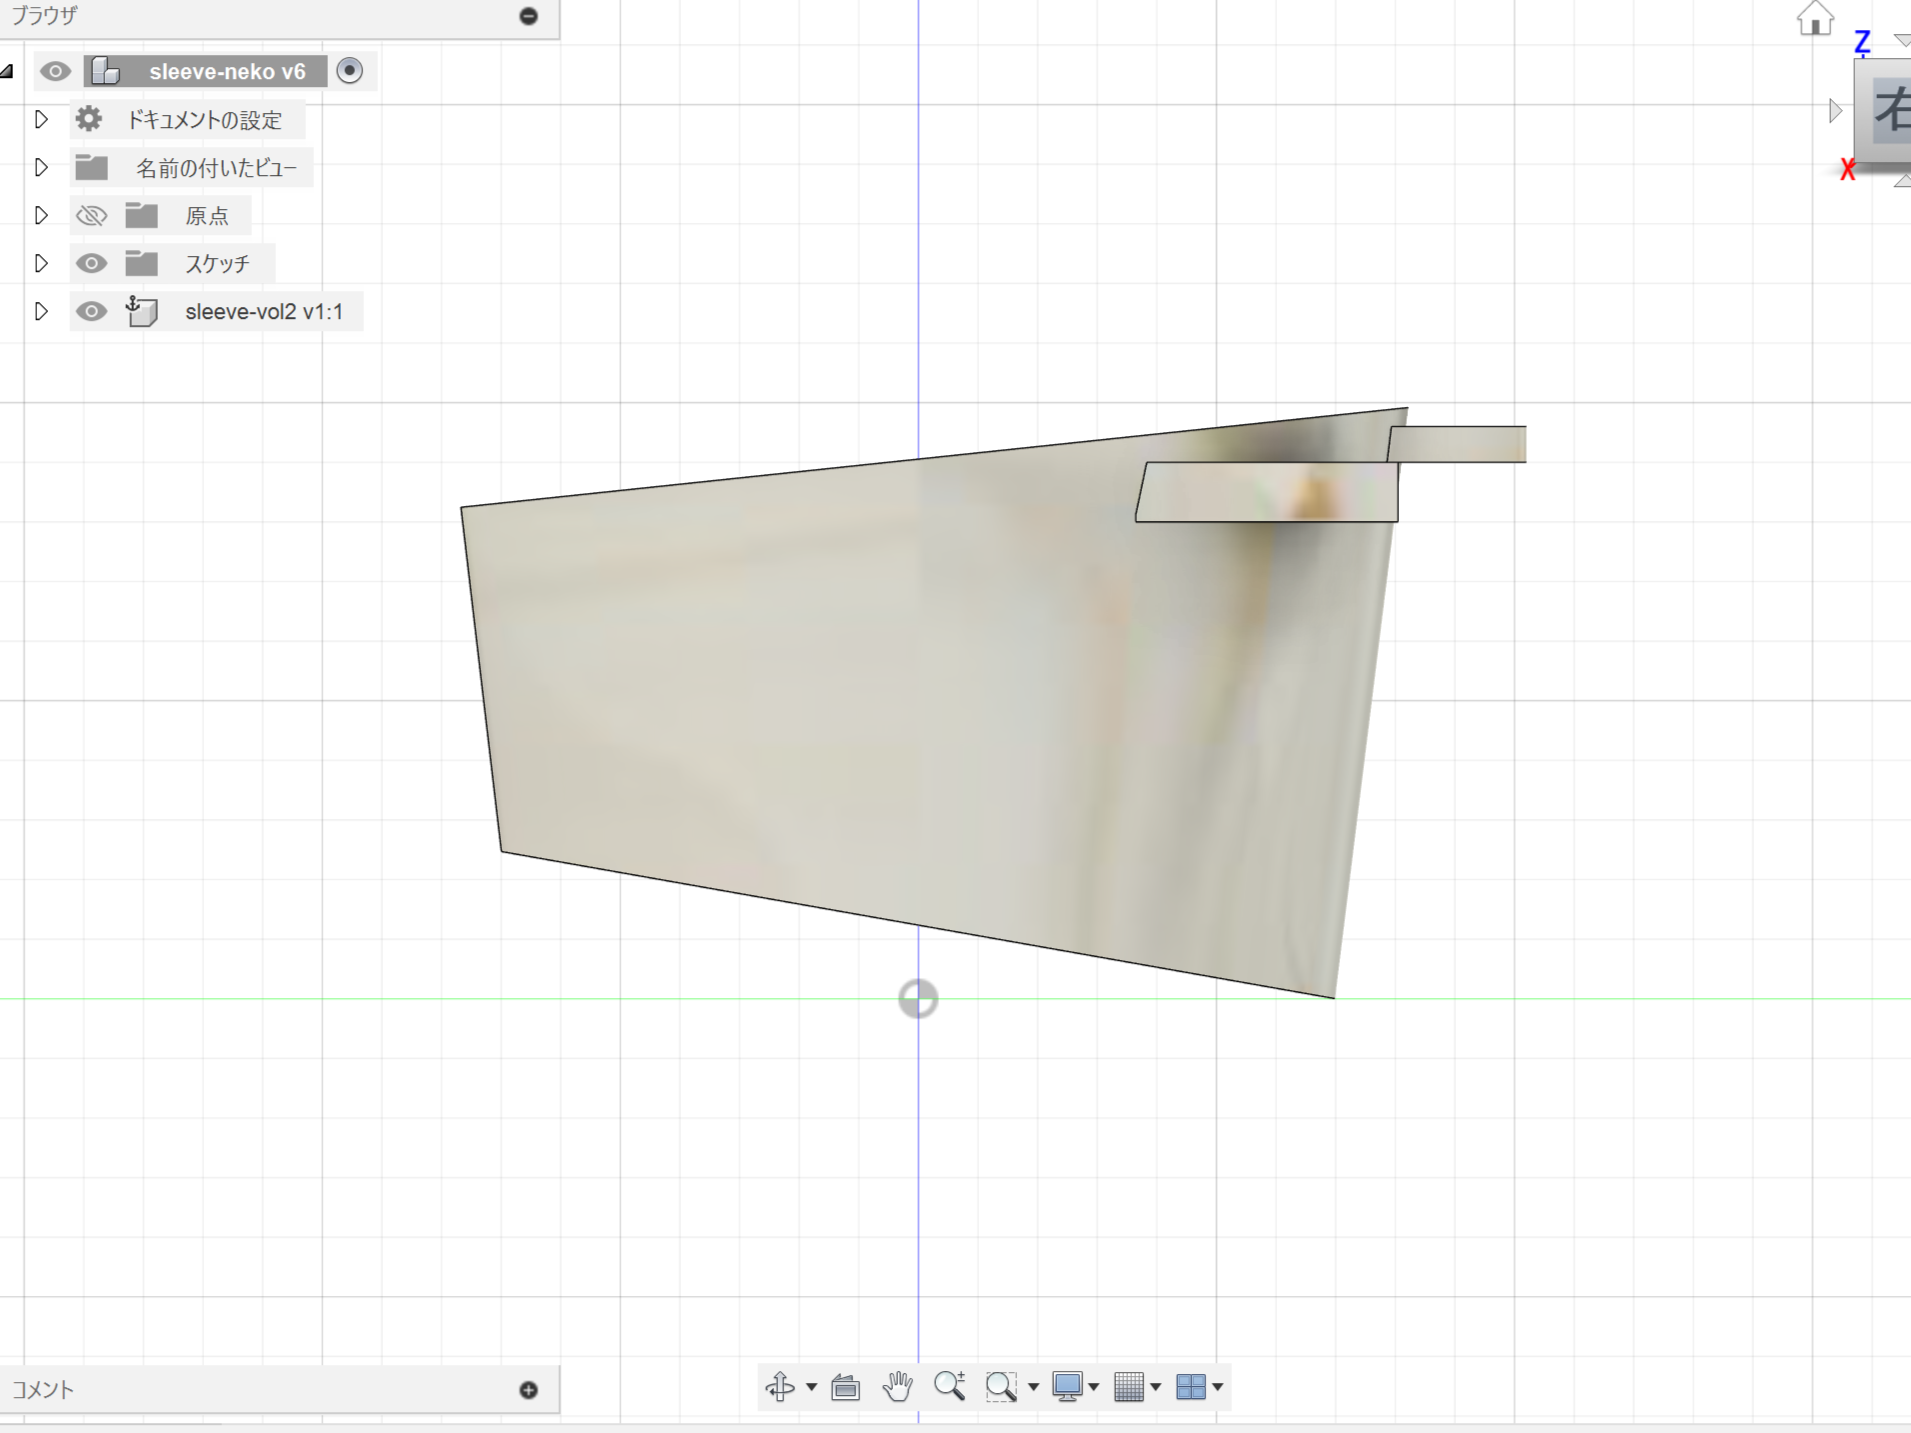 ブラウザ
Z
sleeve-neko v6
右
ドキュメントの設定
名前の付いたビュー
X
原点
スケッチ
sleeve-vol2 v1:1
コメント